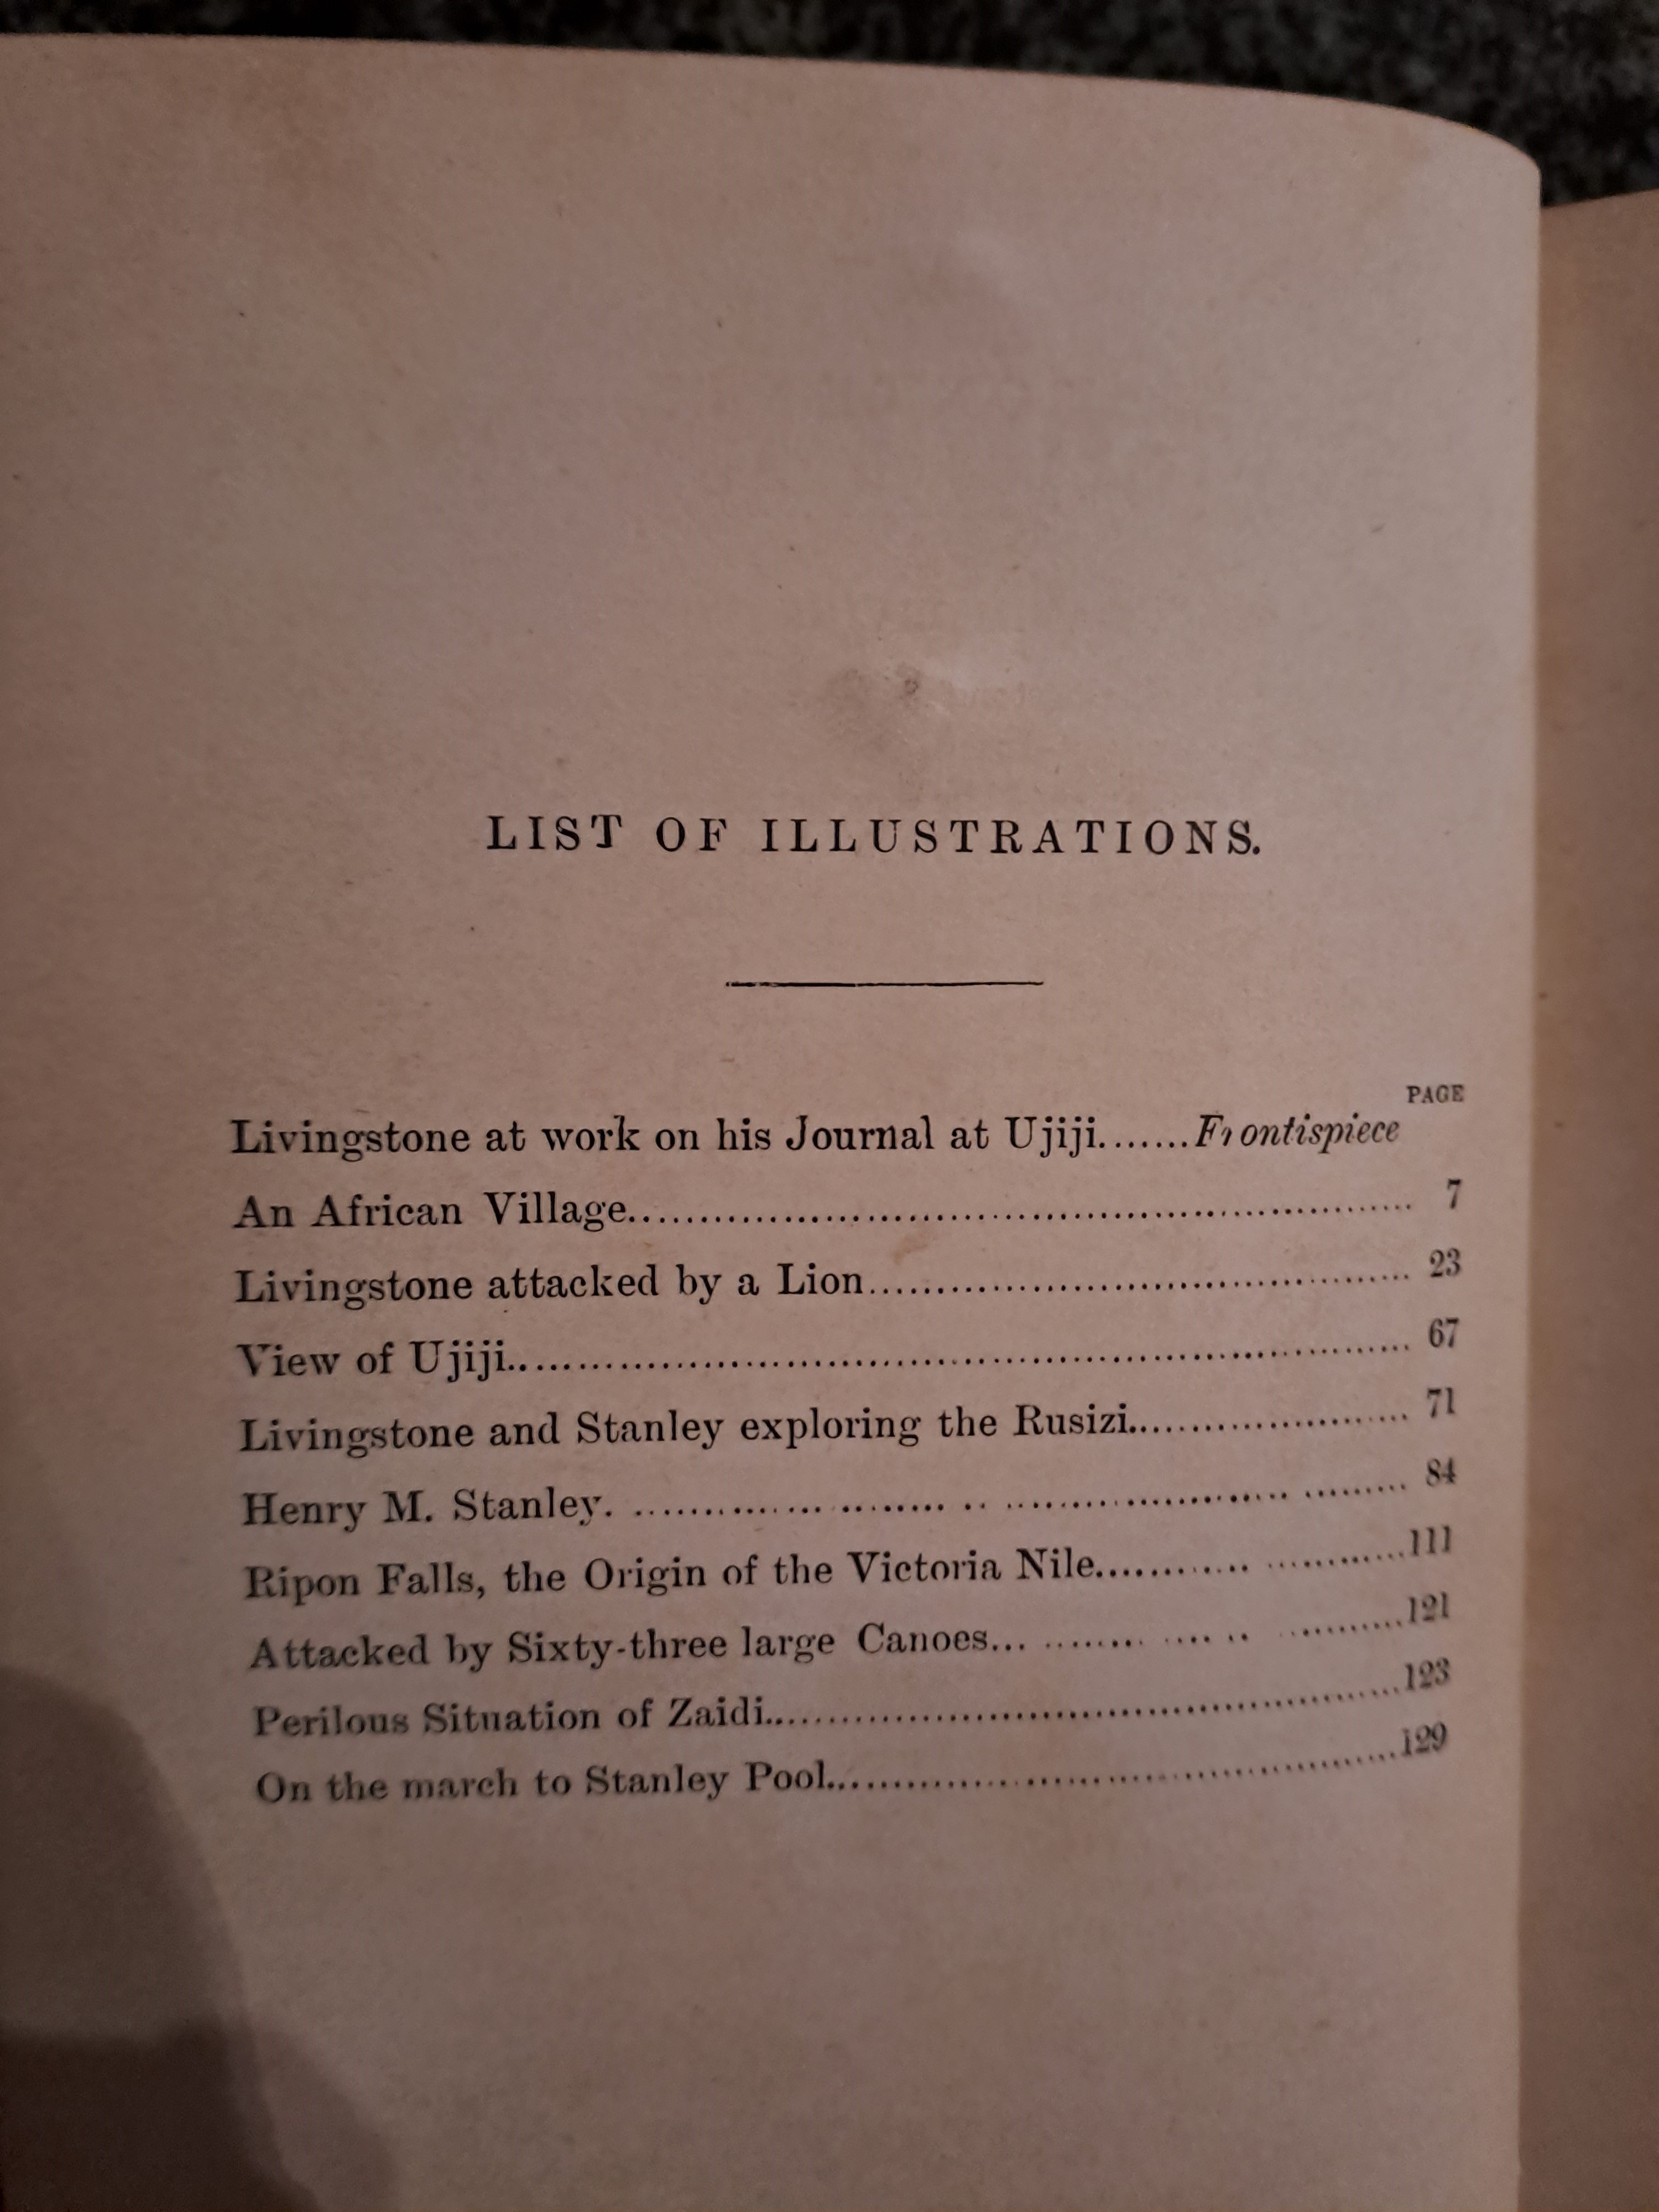 LIST OF ILLUSTRATIONS.
PAGE
Livingstone at work on his Journal at Ujiji.......Frontispiece
An African Village............................................................ 7
Livingstone attacked by a Lion.......................................... 23
View of Ujiji...................................................................... 67
Livingstone and Stanley exploring the Rusizi........................ 71
Henry M. Stanley. ............................................................ 84
Ripon Falls, the Origin of the Victoria Nile........................111
Attacked by Sixty-three large Canoes.................................121
Perilous Situation of Zaidi..................................................123
On the march to Stanley Pool..............................................129